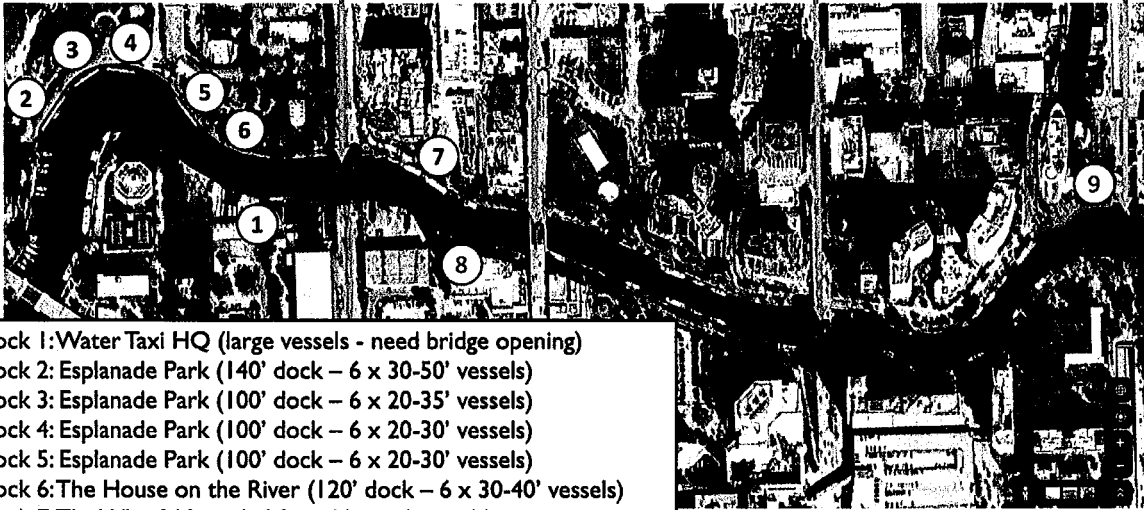 3
4
2
5
6
7
9
1
8
ock 1: Water Taxi HQ (large vessels - need bridge opening)
ock 2: Esplanade Park (140' dock – 6 x 30-50' vessels)
ock 3: Esplanade Park (100' dock – 6 x 20-35' vessels)
ock 4: Esplanade Park (100' dock – 6 x 20-30' vessels)
ock 5: Esplanade Park (100' dock – 6 x 20-30' vessels)
ock 6: The House on the River (120' dock – 6 x 30-40' vessels)